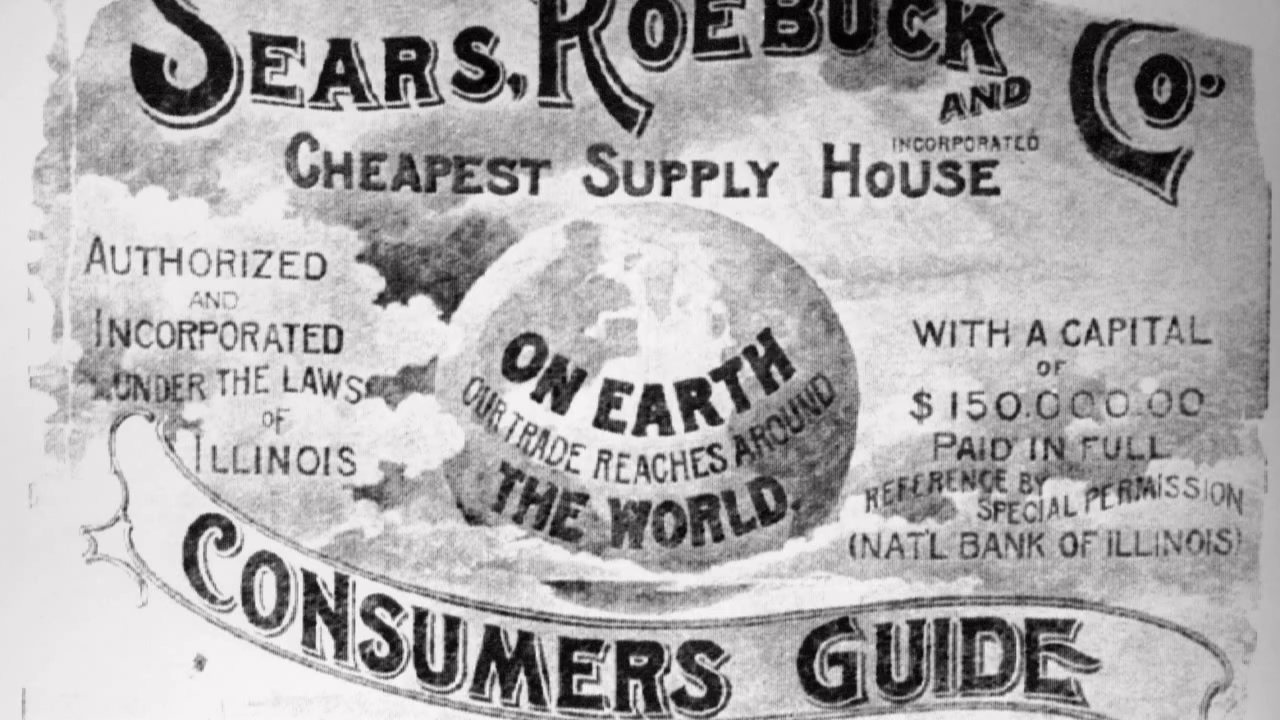 SEARS, ROEBUCK AND CO.
INCORPORATED
CHEAPEST SUPPLY HOUSE
ON EARTH
OUR TRADE REACHES AROUND
THE WORLD.
AUTHORIZED
AND
INCORPORATED
UNDER THE LAWS
OF
ILLINOIS
WITH A CAPITAL
OF
$150.000.00
PAID IN FULL
REFERENCE BY
SPECIAL PERMISSION
(NAT'L BANK OF ILLINOIS)
CONSUMERS GUIDE